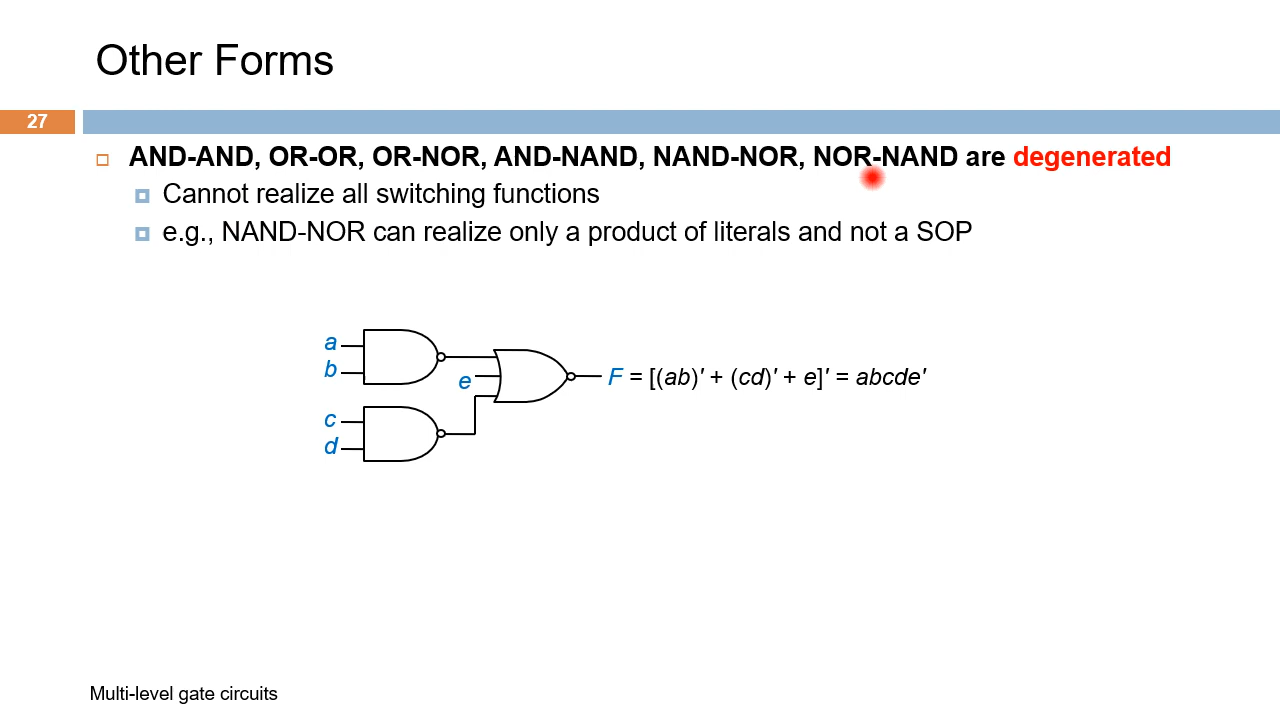 Other Forms
27
AND-AND, OR-OR, OR-NOR, AND-NAND, NAND-NOR, NOR-NAND are degenerated
Cannot realize all switching functions
e.g., NAND-NOR can realize only a product of literals and not a SOP
a
b
e
F = [(ab)′ + (cd)′ + e]′ = abcde′
c
d
Multi-level gate circuits